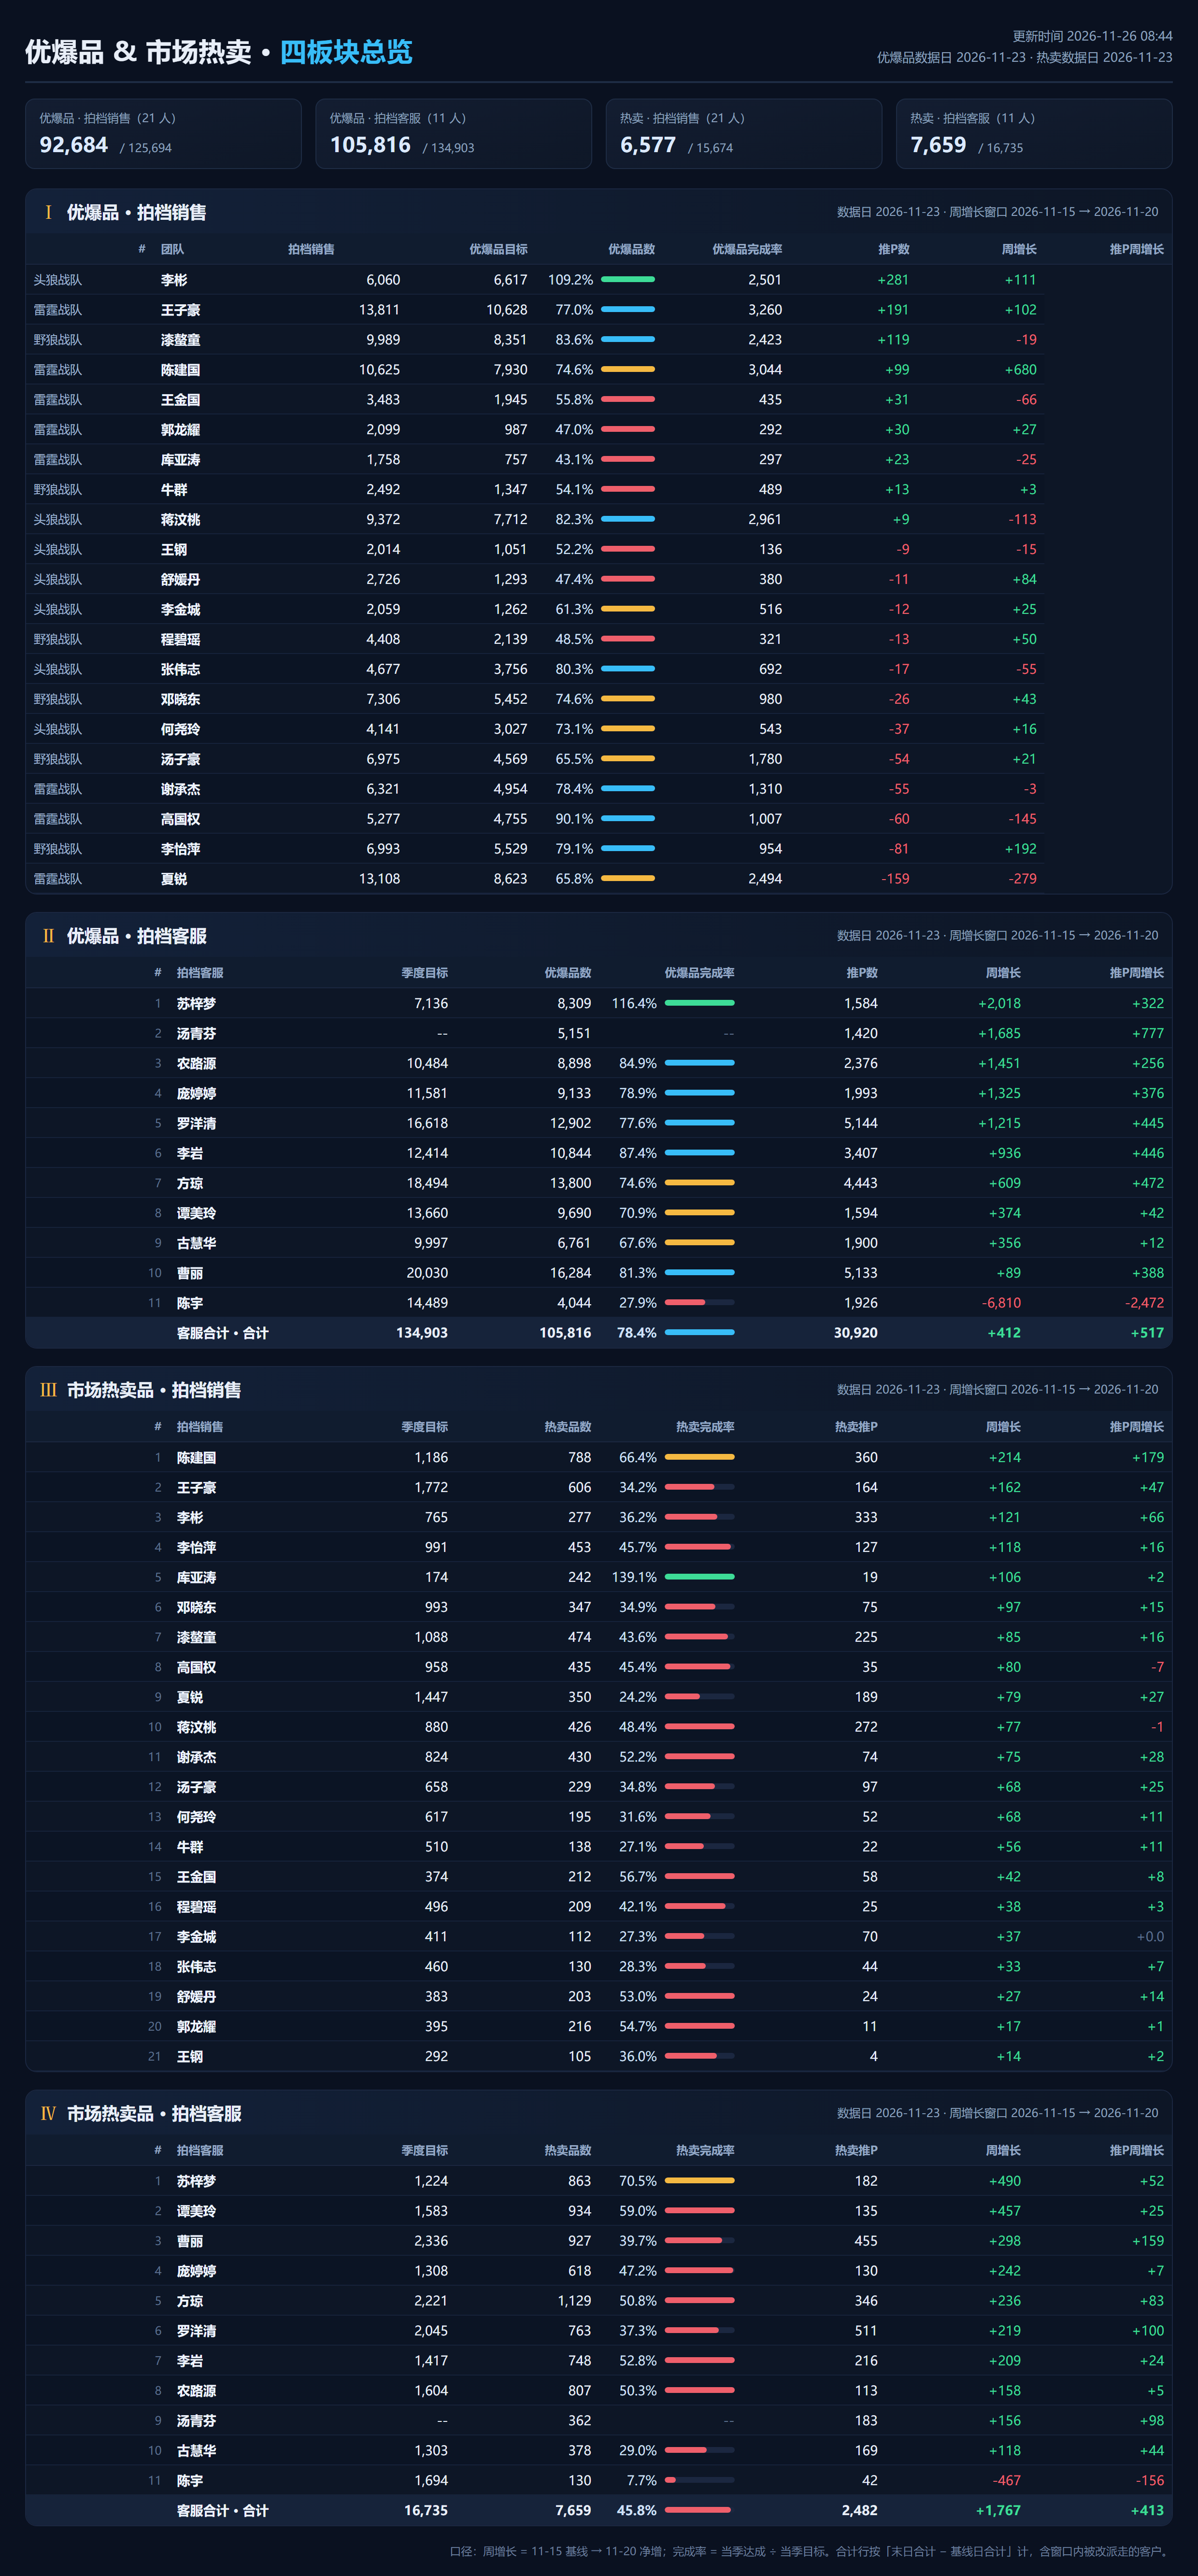 优爆品 & 市场热卖 · 四板块总览
更新时间 2026-11-26 08:44
优爆品数据日 2026-11-23 · 热卖数据日 2026-11-23
优爆品 · 拍档销售（21 人）
92,684 / 125,694
优爆品 · 拍档客服（11 人）
105,816 / 134,903
热卖 · 拍档销售（21 人）
6,577 / 15,674
热卖 · 拍档客服（11 人）
7,659 / 16,735
I 优爆品 · 拍档销售 数据日 2026-11-23 · 周增长窗口 2026-11-15 → 2026-11-20
# 团队 拍档销售 优爆品目标 优爆品数 优爆品完成率 推P数 周增长 推P周增长
头狼战队 李彬 6,060 6,617 109.2% 2,501 +281 +111
雷霆战队 王子豪 13,811 10,628 77.0% 3,260 +191 +102
野狼战队 漆螯童 9,989 8,351 83.6% 2,423 +119 -19
雷霆战队 陈建国 10,625 7,930 74.6% 3,044 +99 +680
雷霆战队 王金国 3,483 1,945 55.8% 435 +31 -66
雷霆战队 郭龙耀 2,099 987 47.0% 292 +30 +27
雷霆战队 库亚涛 1,758 757 43.1% 297 +23 -25
野狼战队 牛群 2,492 1,347 54.1% 489 +13 +3
头狼战队 蒋汶桃 9,372 7,712 82.3% 2,961 +9 -113
头狼战队 王钢 2,014 1,051 52.2% 136 -9 -15
头狼战队 舒媛丹 2,726 1,293 47.4% 380 -11 +84
头狼战队 李金城 2,059 1,262 61.3% 516 -12 +25
野狼战队 程碧瑶 4,408 2,139 48.5% 321 -13 +50
头狼战队 张伟志 4,677 3,756 80.3% 692 -17 -55
野狼战队 邓晓东 7,306 5,452 74.6% 980 -26 +43
头狼战队 何尧玲 4,141 3,027 73.1% 543 -37 +16
野狼战队 汤子豪 6,975 4,569 65.5% 1,780 -54 +21
雷霆战队 谢承杰 6,321 4,954 78.4% 1,310 -55 -3
雷霆战队 高国权 5,277 4,755 90.1% 1,007 -60 -145
野狼战队 李怡萍 6,993 5,529 79.1% 954 -81 +192
雷霆战队 夏锐 13,108 8,623 65.8% 2,494 -159 -279
II 优爆品 · 拍档客服 数据日 2026-11-23 · 周增长窗口 2026-11-15 → 2026-11-20
# 拍档客服 季度目标 优爆品数 优爆品完成率 推P数 周增长 推P周增长
1 苏梓梦 7,136 8,309 116.4% 1,584 +2,018 +322
2 汤青芬 -- 5,151 -- 1,420 +1,685 +777
3 农路源 10,484 8,898 84.9% 2,376 +1,451 +256
4 庞婷婷 11,581 9,133 78.9% 1,993 +1,325 +376
5 罗洋清 16,618 12,902 77.6% 5,144 +1,215 +445
6 李岩 12,414 10,844 87.4% 3,407 +936 +446
7 方琼 18,494 13,800 74.6% 4,443 +609 +472
8 谭美玲 13,660 9,690 70.9% 1,594 +374 +42
9 古慧华 9,997 6,761 67.6% 1,900 +356 +12
10 曹丽 20,030 16,284 81.3% 5,133 +89 +388
11 陈宇 14,489 4,044 27.9% 1,926 -6,810 -2,472
客服合计 · 合计 134,903 105,816 78.4% 30,920 +412 +517
III 市场热卖品 · 拍档销售 数据日 2026-11-23 · 周增长窗口 2026-11-15 → 2026-11-20
# 拍档销售 季度目标 热卖品数 热卖完成率 热卖推P 周增长 推P周增长
1 陈建国 1,186 788 66.4% 360 +214 +179
2 王子豪 1,772 606 34.2% 164 +162 +47
3 李彬 765 277 36.2% 333 +121 +66
4 李怡萍 991 453 45.7% 127 +118 +16
5 库亚涛 174 242 139.1% 19 +106 +2
6 邓晓东 993 347 34.9% 75 +97 +15
7 漆螯童 1,088 474 43.6% 225 +85 +16
8 高国权 958 435 45.4% 35 +80 -7
9 夏锐 1,447 350 24.2% 189 +79 +27
10 蒋汶桃 880 426 48.4% 272 +77 -1
11 谢承杰 824 430 52.2% 74 +75 +28
12 汤子豪 658 229 34.8% 97 +68 +25
13 何尧玲 617 195 31.6% 52 +68 +11
14 牛群 510 138 27.1% 22 +56 +11
15 王金国 374 212 56.7% 58 +42 +8
16 程碧瑶 496 209 42.1% 25 +38 +3
17 李金城 411 112 27.3% 70 +37 +0.0
18 张伟志 460 130 28.3% 44 +33 +7
19 舒媛丹 383 203 53.0% 24 +27 +14
20 郭龙耀 395 216 54.7% 11 +17 +1
21 王钢 292 105 36.0% 4 +14 +2
IV 市场热卖品 · 拍档客服 数据日 2026-11-23 · 周增长窗口 2026-11-15 → 2026-11-20
# 拍档客服 季度目标 热卖品数 热卖完成率 热卖推P 周增长 推P周增长
1 苏梓梦 1,224 863 70.5% 182 +490 +52
2 谭美玲 1,583 934 59.0% 135 +457 +25
3 曹丽 2,336 927 39.7% 455 +298 +159
4 庞婷婷 1,308 618 47.2% 130 +242 +7
5 方琼 2,221 1,129 50.8% 346 +236 +83
6 罗洋清 2,045 763 37.3% 511 +219 +100
7 李岩 1,417 748 52.8% 216 +209 +24
8 农路源 1,604 807 50.3% 113 +158 +5
9 汤青芬 -- 362 -- 183 +156 +98
10 古慧华 1,303 378 29.0% 169 +118 +44
11 陈宇 1,694 130 7.7% 42 -467 -156
客服合计 · 合计 16,735 7,659 45.8% 2,482 +1,767 +413
口径：周增长 = 11-15 基线 → 11-20 净增；完成率 = 当季达成 ÷ 当季目标。合计行按「末日合计 − 基线日合计」计，含窗口内被改派走的客户。